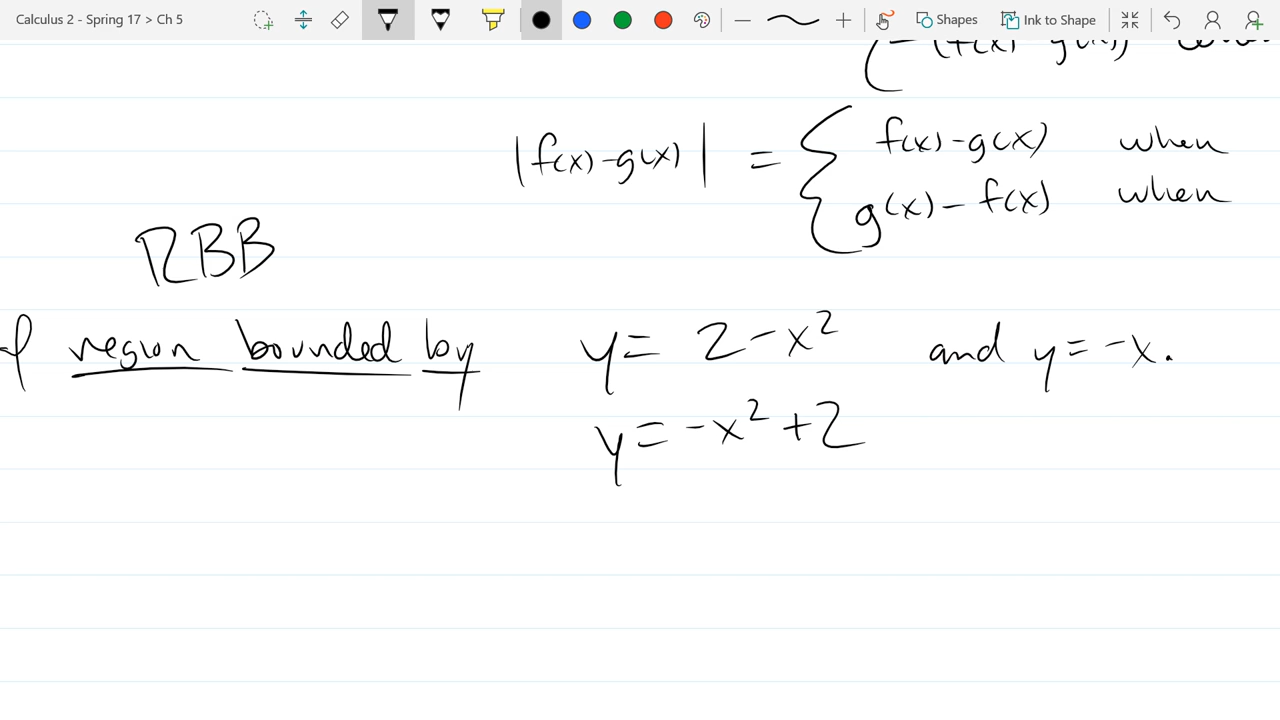 Calculus 2 - Spring 17 > Ch 5
Shapes
Ink to Shape
|f(x)-g(x)| = { f(x)-g(x) when
g(x)-f(x) when
RBB
region bounded by y = 2-x² and y=-x.
y=-x²+2